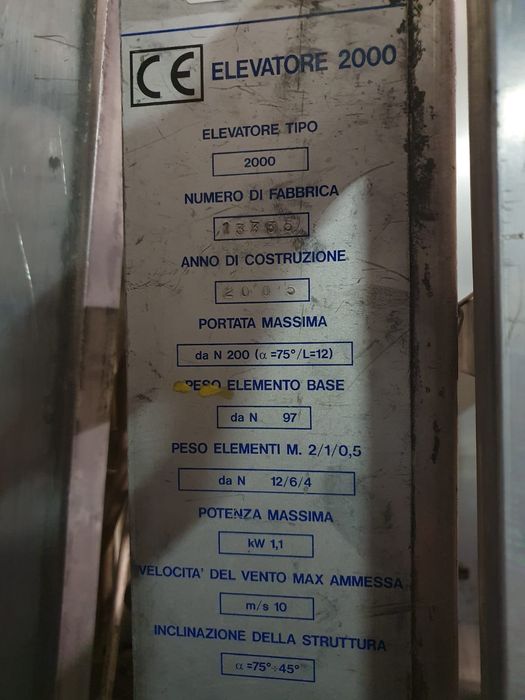 CE ELEVATORE 2000
ELEVATORE TIPO
2000
NUMERO DI FABBRICA
ANNO DI COSTRUZIONE
2005
PORTATA MASSIMA
da N 200 (α =75°/L=12)
PESO ELEMENTO BASE
da N 97
PESO ELEMENTI M. 2/1/0,5
da N 12/6/4
POTENZA MASSIMA
kW 1,1
VELOCITA' DEL VENTO MAX AMMESSA
m/s 10
INCLINAZIONE DELLA STRUTTURA
α =75°÷45°